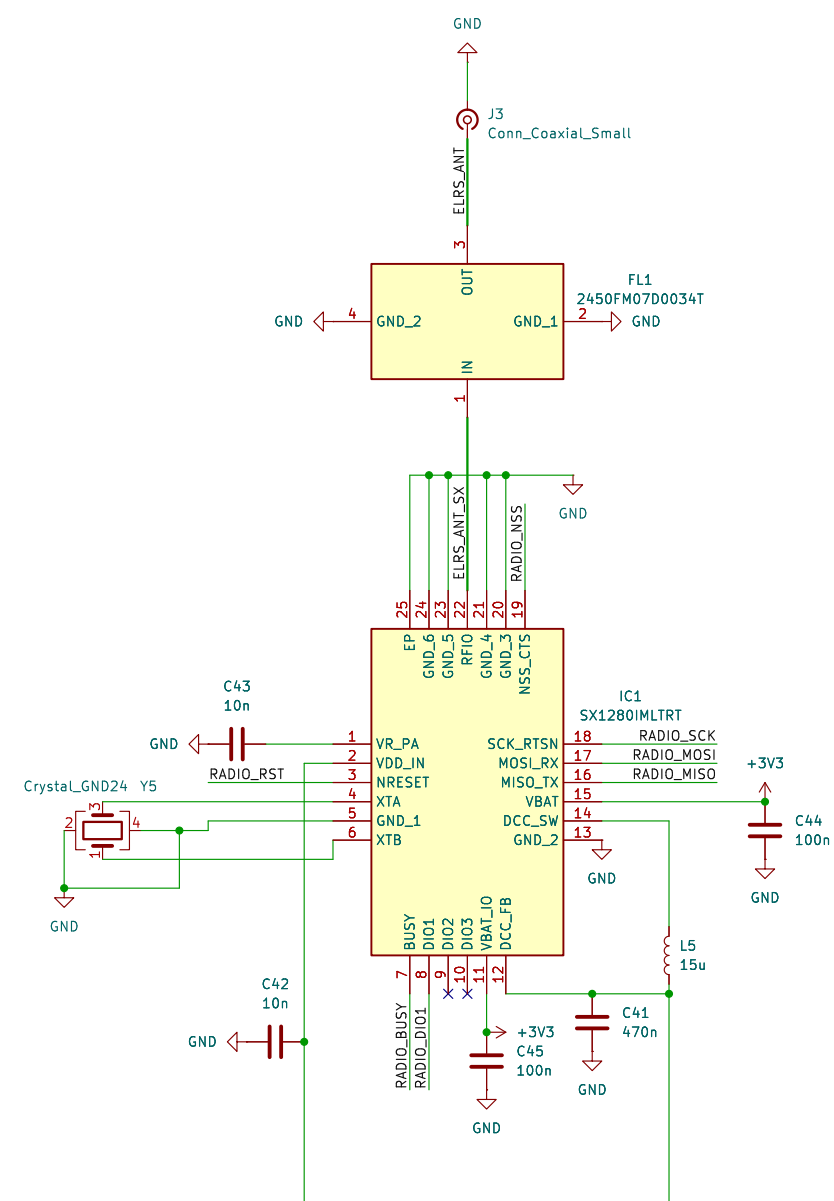 GND
J3
Conn_Coaxial_Small
ELRS_ANT
3
OUT
FL1
2450FM07D0034T
GND
4
GND_2
GND_1
2
GND
IN
1
GND
ELRS_ANT_SX
RADIO_NSS
25
24
23
22
21
20
19
EP
GND_6
GND_5
RFIO
GND_4
GND_3
NSS_CTS
C43
10n
IC1
SX1280IMLTRT
GND
1
VR_PA
SCK_RTSN
18
RADIO_SCK
2
VDD_IN
MOSI_RX
17
RADIO_MOSI
+3V3
RADIO_RST
3
NRESET
MISO_TX
16
RADIO_MISO
Crystal_GND24
Y5
4
XTA
VBAT
15
3
2
4
1
5
GND_1
DCC_SW
14
C44
100n
6
XTB
GND_2
13
GND
GND
GND
BUSY
DIO1
DIO2
DIO3
VBAT_IO
DCC_FB
7
8
9
10
11
12
L5
15u
C42
10n
GND
RADIO_BUSY
RADIO_DIO1
+3V3
C45
100n
GND
C41
470n
GND